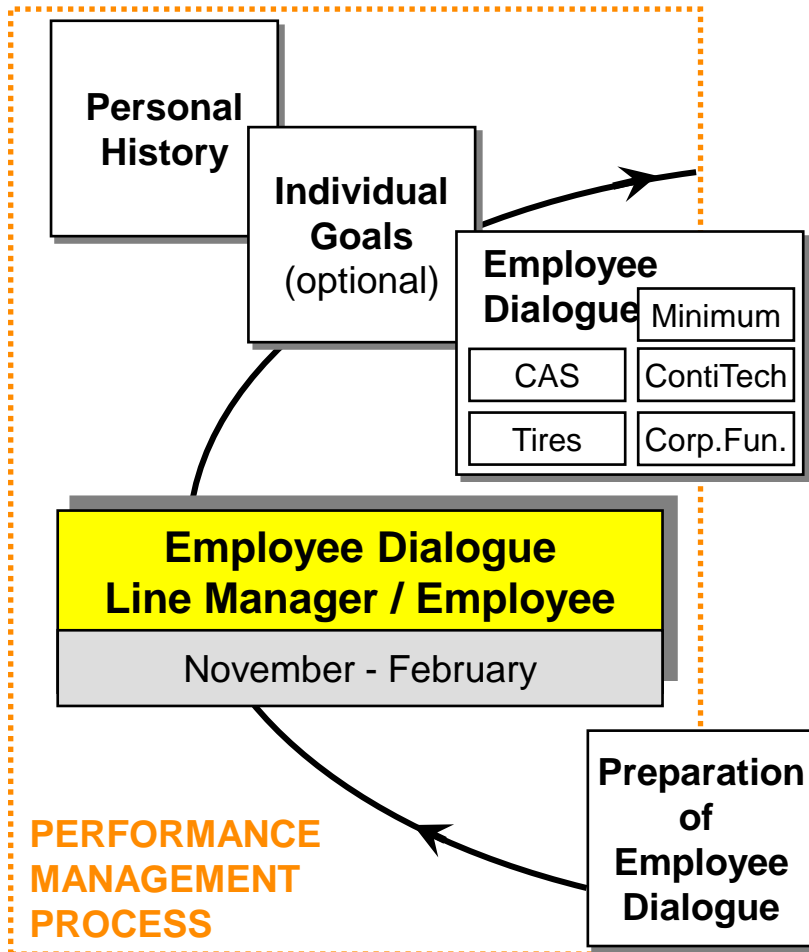 Personal
History
Individual
Goals
(optional)
Employee
Dialogue
Minimum
CAS
ContiTech
Tires
Corp.Fun.
Employee Dialogue
Line Manager / Employee
November - February
Preparation
of
Employee
Dialogue
PERFORMANCE
MANAGEMENT
PROCESS